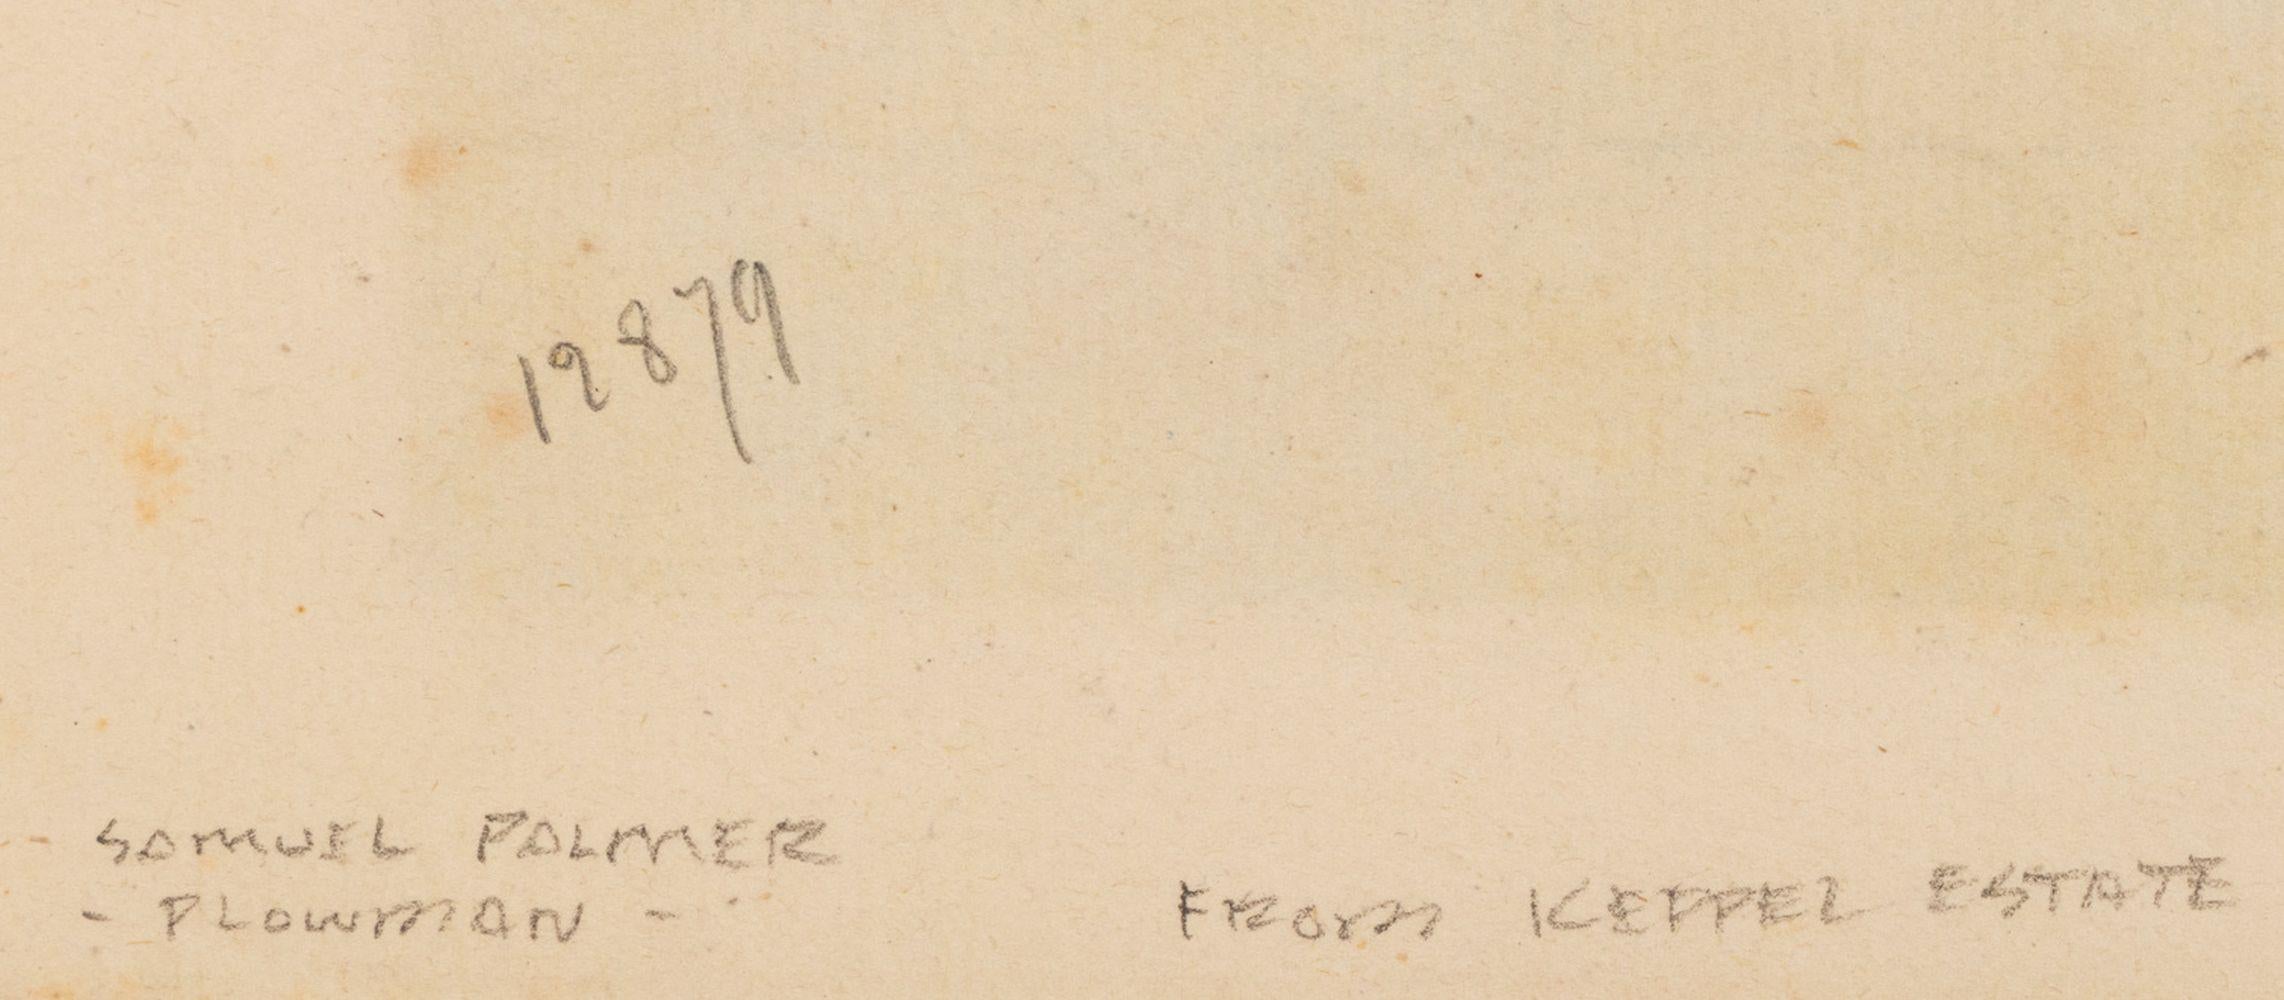 12879
SAMUEL PALMER
- PLOWMAN -
FROM KEPPEL ESTATE